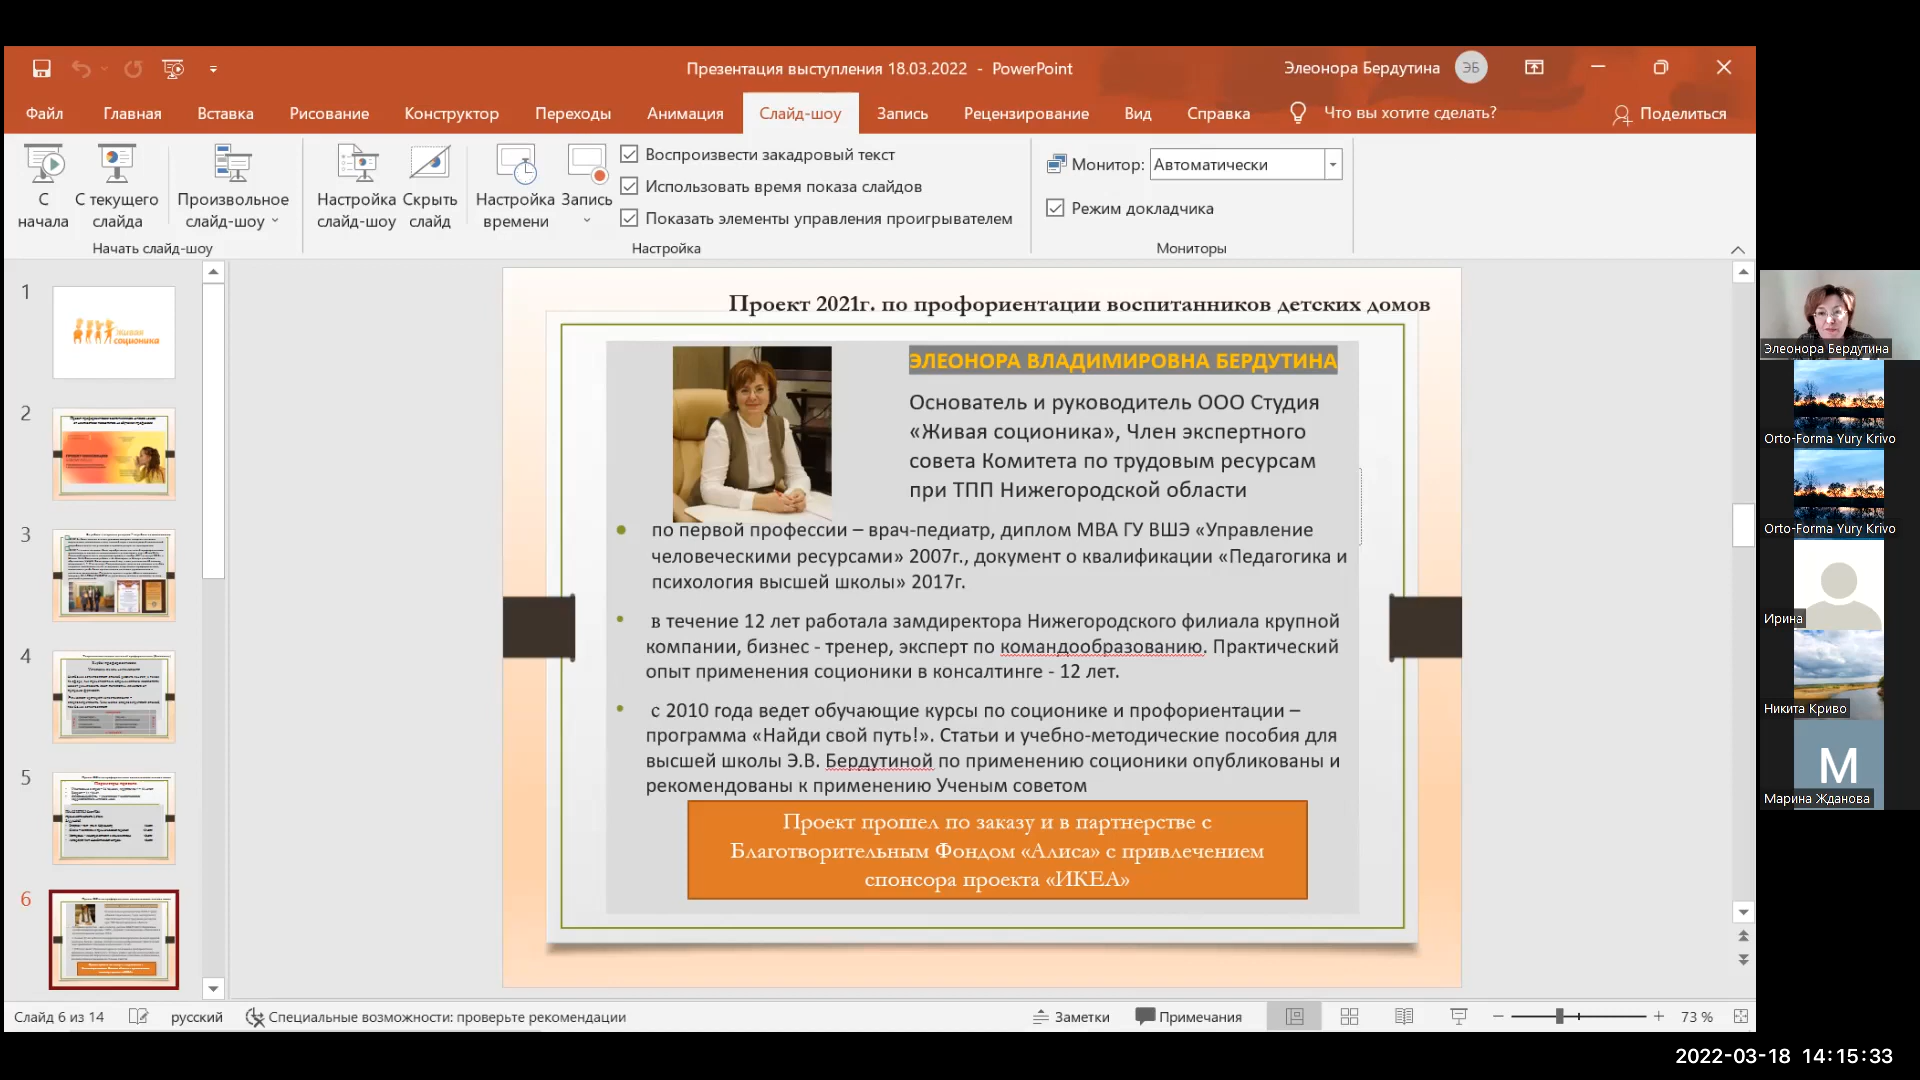 Презентация выступления 18.03.2022 - PowerPoint
Элеонора Бердутина
ЭБ
Файл
Главная
Вставка
Рисование
Конструктор
Переходы
Анимация
Слайд-шоу
Запись
Рецензирование
Вид
Справка
Что вы хотите сделать?
Поделиться
С начала
С текущего слайда
Произвольное слайд-шоу
Начать слайд-шоу
Настройка слайд-шоу
Скрыть слайд
Настройка времени
Запись
Воспроизвести закадровый текст
Использовать время показа слайдов
Показать элементы управления проигрывателем
Настройка
Монитор: Автоматически
Режим докладчика
Мониторы
1
живая
соционика
2
3
4
5
6
Проект 2021г. по профориентации воспитанников детских домов
ЭЛЕОНОРА ВЛАДИМИРОВНА БЕРДУТИНА
Основатель и руководитель ООО Студия
«Живая соционика», Член экспертного
совета Комитета по трудовым ресурсам
при ТПП Нижегородской области
по первой профессии – врач-педиатр, диплом МВА ГУ ВШЭ «Управление
человеческими ресурсами» 2007г., документ о квалификации «Педагогика и
психология высшей школы» 2017г.
в течение 12 лет работала замдиректора Нижегородского филиала крупной
компании, бизнес - тренер, эксперт по командообразованию. Практический
опыт применения соционики в консалтинге - 12 лет.
с 2010 года ведет обучающие курсы по соционике и профориентации –
программа «Найди свой путь!». Статьи и учебно-методические пособия для
высшей школы Э.В. Бердутиной по применению соционики опубликованы и
рекомендованы к применению Ученым советом
Проект прошел по заказу и в партнерстве с
Благотворительным Фондом «Алиса» с привлечением
спонсора проекта «ИКЕА»
Элеонора Бердутина
Orto-Forma Yury Krivo
Orto-Forma Yury Krivo
Ирина
Никита Криво
М
Марина Жданова
Слайд 6 из 14
русский
Специальные возможности: проверьте рекомендации
Заметки
Примечания
73 %
2022-03-18 14:15:33